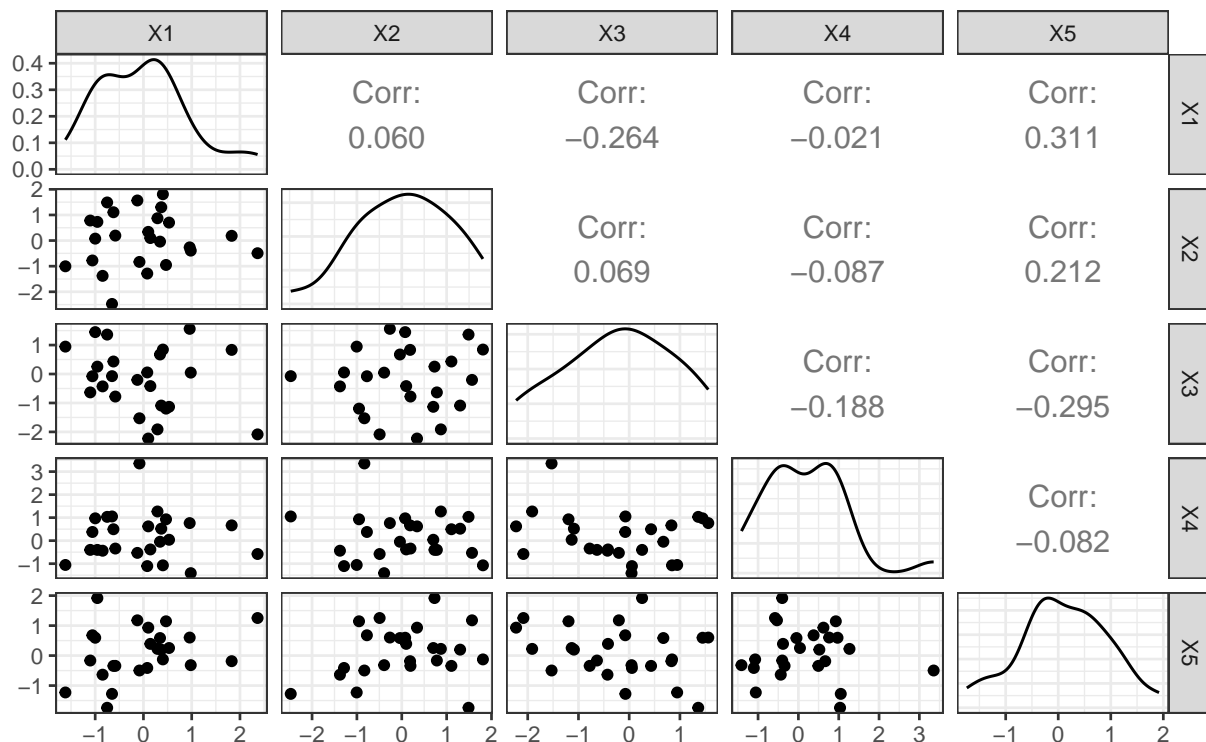 X1 X2 X3 X4 X5
0.4
0.3
0.2
0.1
0.0
Corr: Corr: Corr: Corr:
0.060 −0.264 −0.021 0.311
X1
2
1
0
−1
−2
Corr: Corr: Corr:
0.069 −0.087 0.212
X2
1
0
−1
−2
Corr: Corr:
−0.188 −0.295
X3
3
2
1
0
−1
Corr:
−0.082
X4
2
1
0
−1
X5
−1 0 1 2 −2 −1 0 1 2 −2 −1 0 1 −1 0 1 2 3 −1 0 1 2